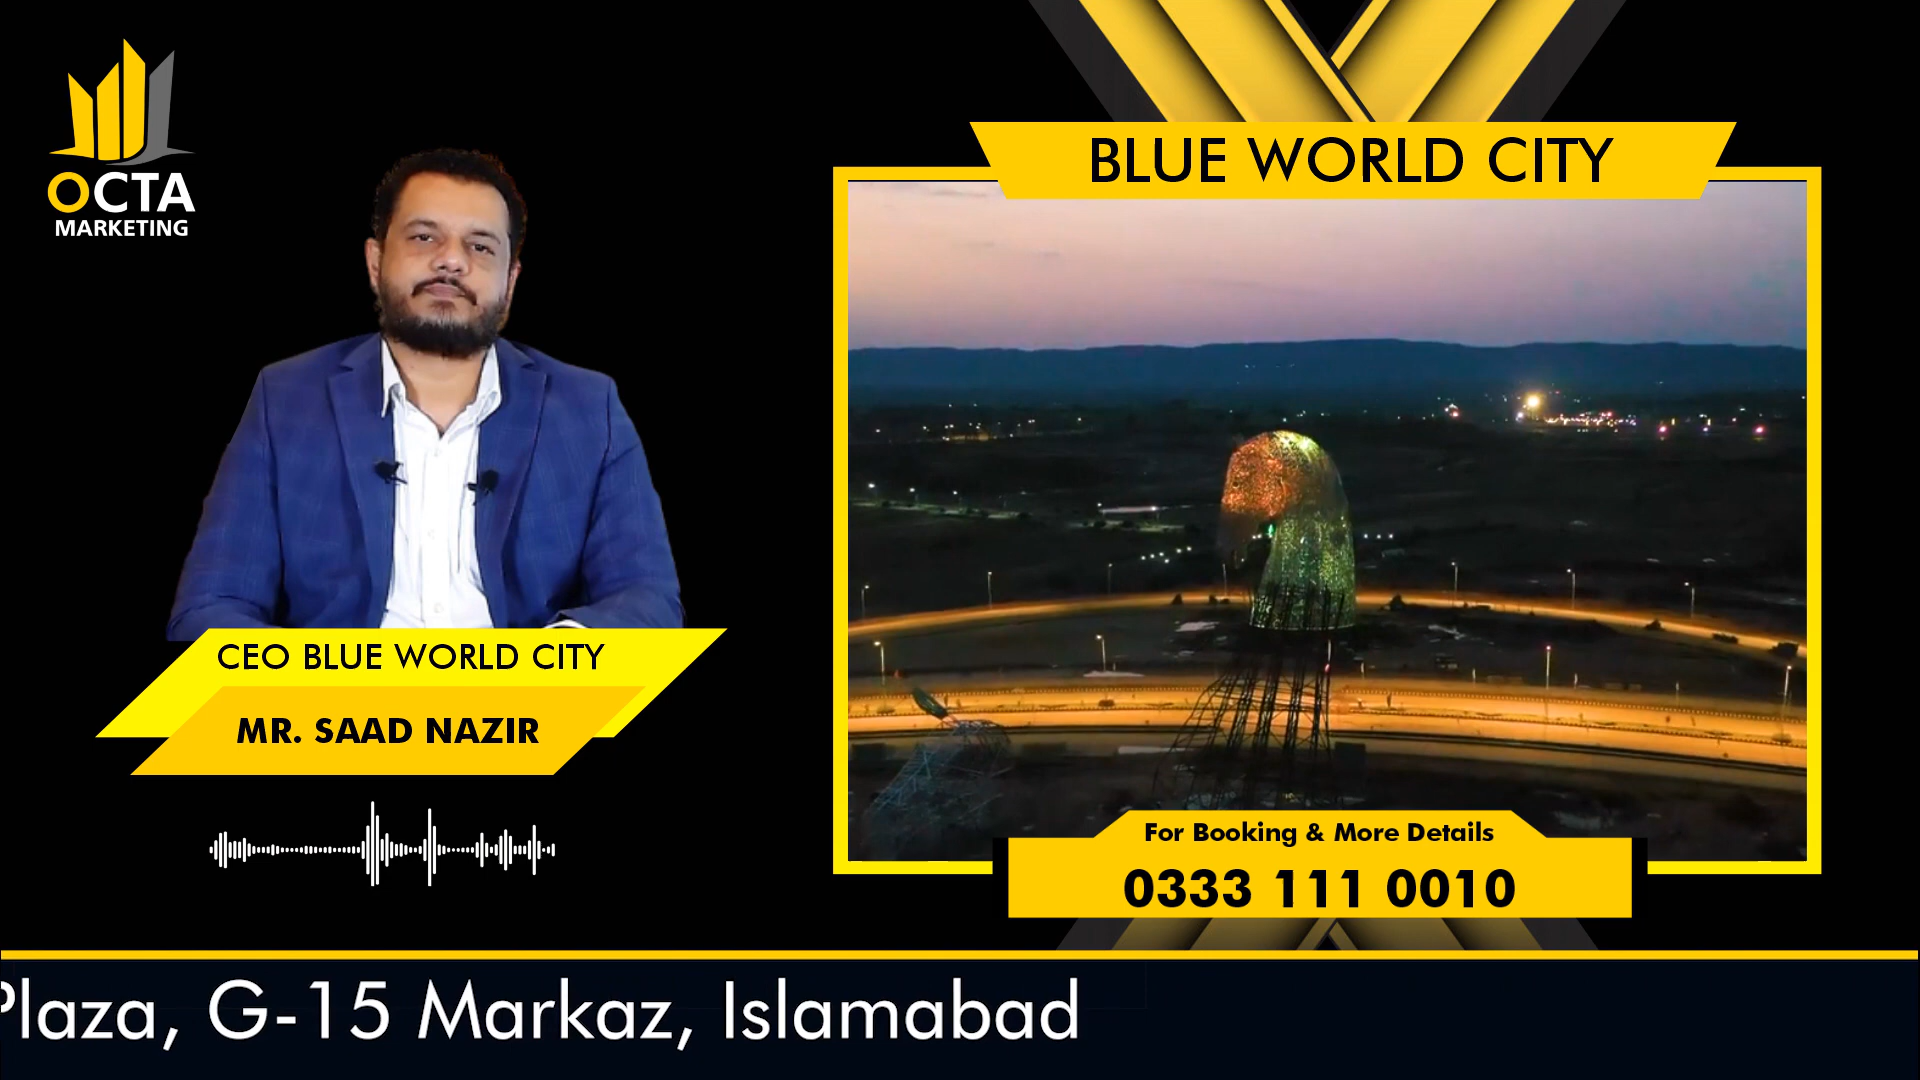 OCTA
MARKETING
BLUE WORLD CITY
CEO BLUE WORLD CITY
MR. SAAD NAZIR
For Booking & More Details
0333 111 0010
Plaza, G-15 Markaz, Islamabad